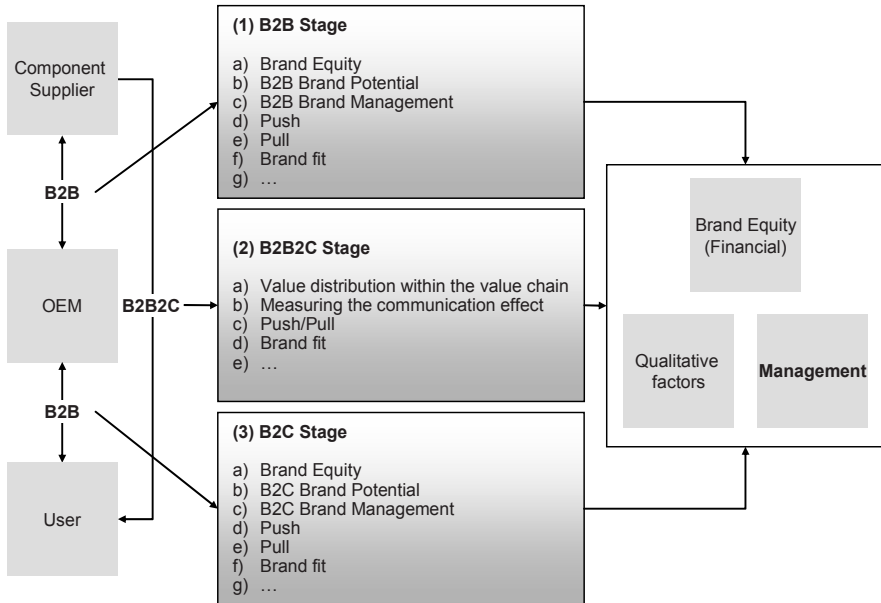 Component
Supplier
B2B
OEM
B2B2C
B2B
User
(1) B2B Stage
a) Brand Equity
b) B2B Brand Potential
c) B2B Brand Management
d) Push
e) Pull
f) Brand fit
g) …
(2) B2B2C Stage
a) Value distribution within the value chain
b) Measuring the communication effect
c) Push/Pull
d) Brand fit
e) …
(3) B2C Stage
a) Brand Equity
b) B2C Brand Potential
c) B2C Brand Management
d) Push
e) Pull
f) Brand fit
g) …
Brand Equity
(Financial)
Qualitative
factors
Management